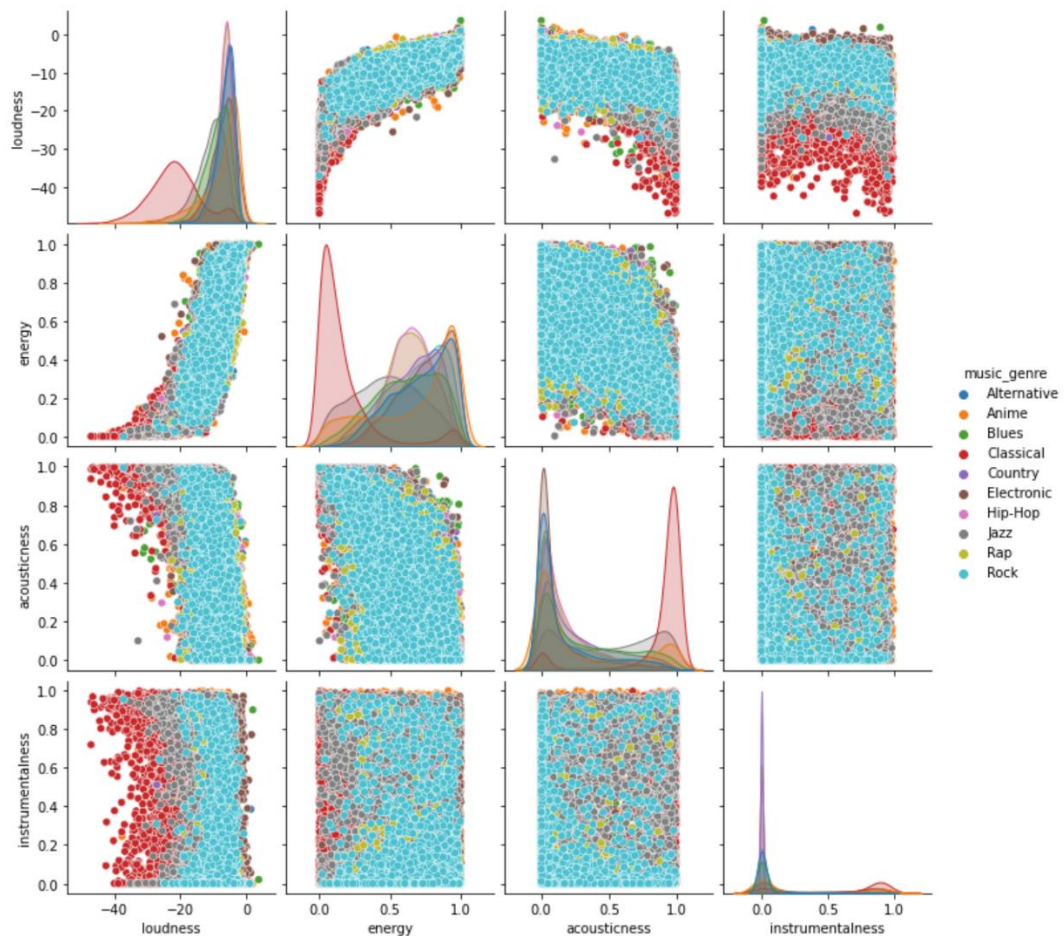 loudness
0
−10
−20
−30
−40
energy
1.0
0.8
0.6
0.4
0.2
0.0
acousticness
1.0
0.8
0.6
0.4
0.2
0.0
instrumentalness
1.0
0.8
0.6
0.4
0.2
0.0
−40 −20 0
loudness
0.0 0.5 1.0
energy
0.0 0.5 1.0
acousticness
0.0 0.5 1.0
instrumentalness
music_genre
Alternative
Anime
Blues
Classical
Country
Electronic
Hip-Hop
Jazz
Rap
Rock